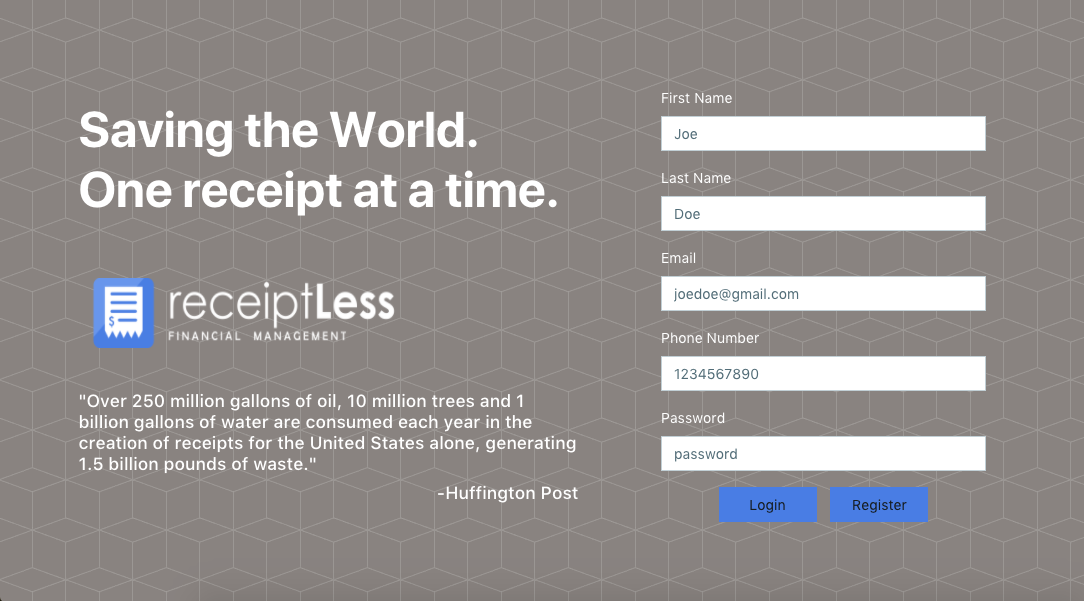 Saving the World.
One receipt at a time.
receiptLess
FINANCIAL MANAGEMENT
"Over 250 million gallons of oil, 10 million trees and 1
billion gallons of water are consumed each year in the
creation of receipts for the United States alone, generating
1.5 billion pounds of waste."
-Huffington Post
First Name
Joe
Last Name
Doe
Email
joedoe@gmail.com
Phone Number
1234567890
Password
password
Login
Register